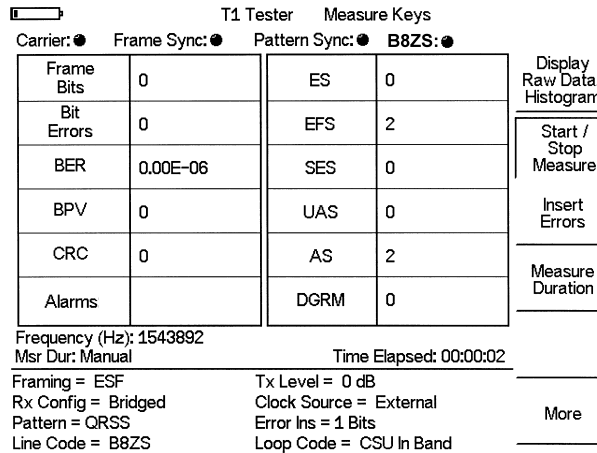 T1 Tester Measure Keys
Carrier: Frame Sync: Pattern Sync: B8ZS:
Frame Bits 0 ES 0
Bit Errors 0 EFS 2
BER 0.00E-06 SES 0
BPV 0 UAS 0
CRC 0 AS 2
Alarms DGRM 0
Frequency (Hz): 1543892
Msr Dur: Manual Time Elapsed: 00:00:02
Framing = ESF Tx Level = 0 dB
Rx Config = Bridged Clock Source = External
Pattern = QRSS Error Ins = 1 Bits
Line Code = B8ZS Loop Code = CSU In Band
Display
Raw Data
Histogram
Start /
Stop
Measure
Insert
Errors
Measure
Duration
More